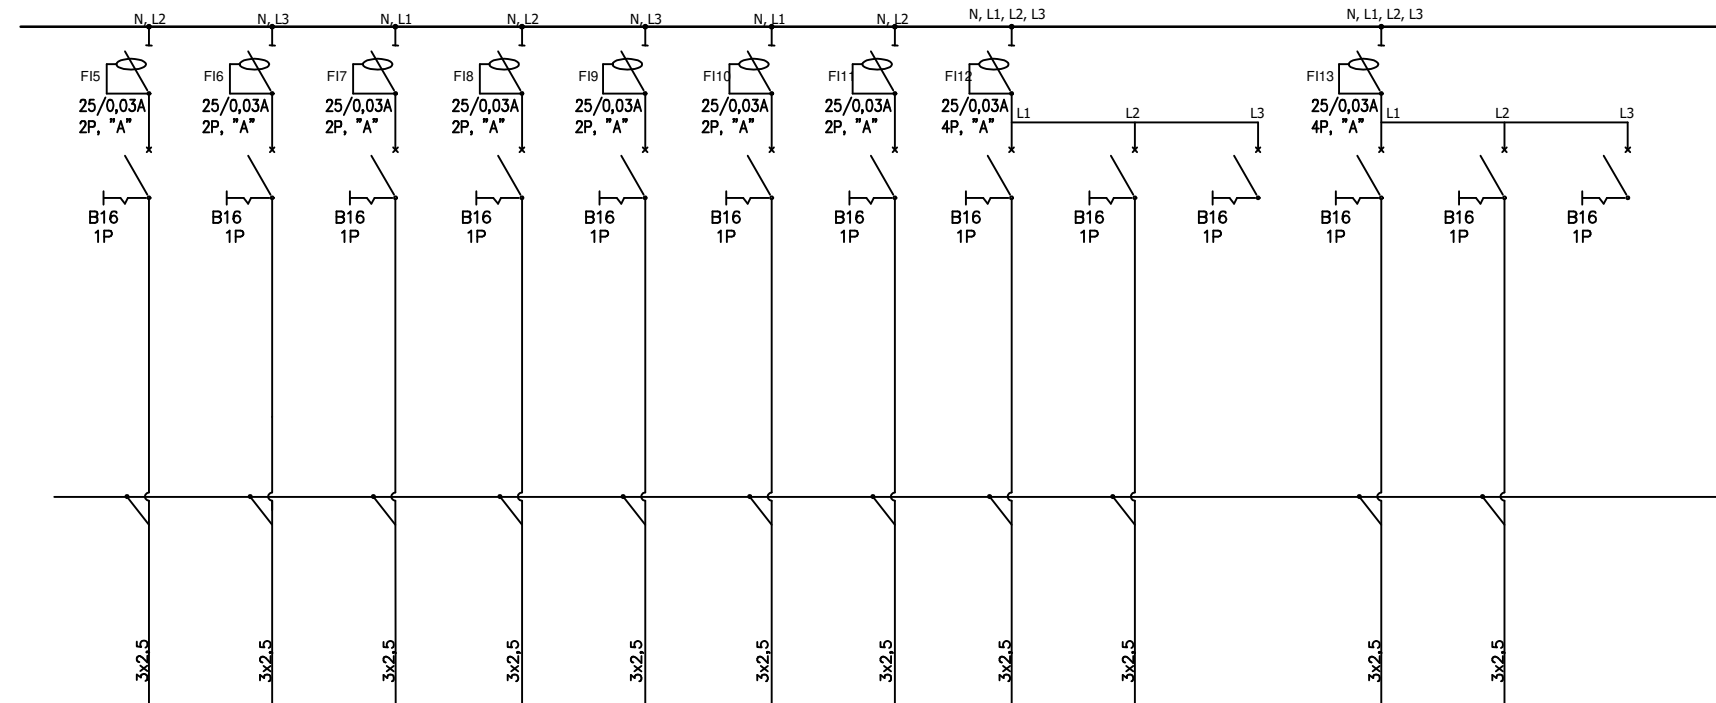 N, L2 N, L3 N, L1 N, L2 N, L3 N, L1 N, L2 N, L1, L2, L3 N, L1, L2, L3
FI5 FI6 FI7 FI8 FI9 FI10 FI11 FI12 FI13
25/0,03A 25/0,03A 25/0,03A 25/0,03A 25/0,03A 25/0,03A 25/0,03A 25/0,03A 25/0,03A
L1 L2 L3 L1 L2 L3
2P, "A" 2P, "A" 2P, "A" 2P, "A" 2P, "A" 2P, "A" 2P, "A" 4P, "A" 4P, "A"
B16 B16 B16 B16 B16 B16 B16 B16 B16 B16 B16 B16 B16
1P 1P 1P 1P 1P 1P 1P 1P 1P 1P 1P 1P 1P
3x2,5 3x2,5 3x2,5 3x2,5 3x2,5 3x2,5 3x2,5 3x2,5 3x2,5 3x2,5 3x2,5